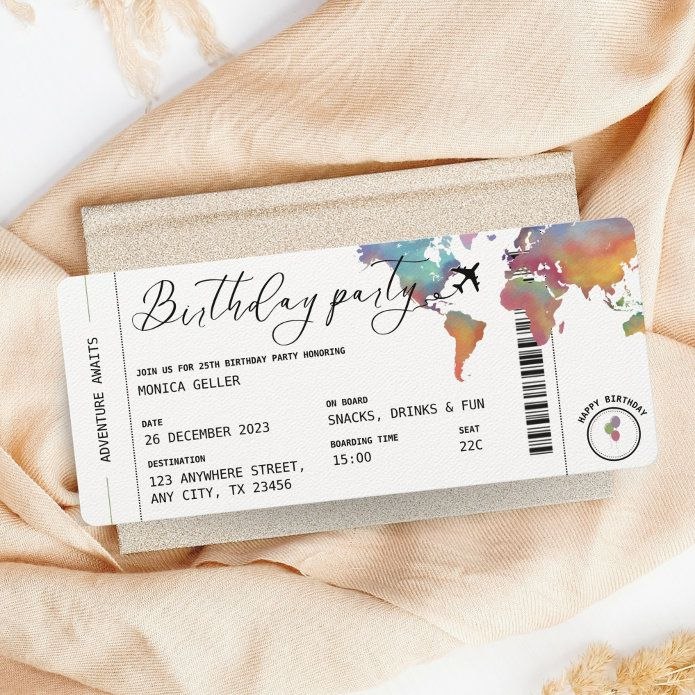 ADVENTURE AWAITS
Birthday party
JOIN US FOR 25TH BIRTHDAY PARTY HONORING
MONICA GELLER
DATE
26 DECEMBER 2023
DESTINATION
123 ANYWHERE STREET,
ANY CITY, TX 23456
ON BOARD
SNACKS, DRINKS & FUN
BOARDING TIME
15:00
SEAT
22C
HAPPY BIRTHDAY